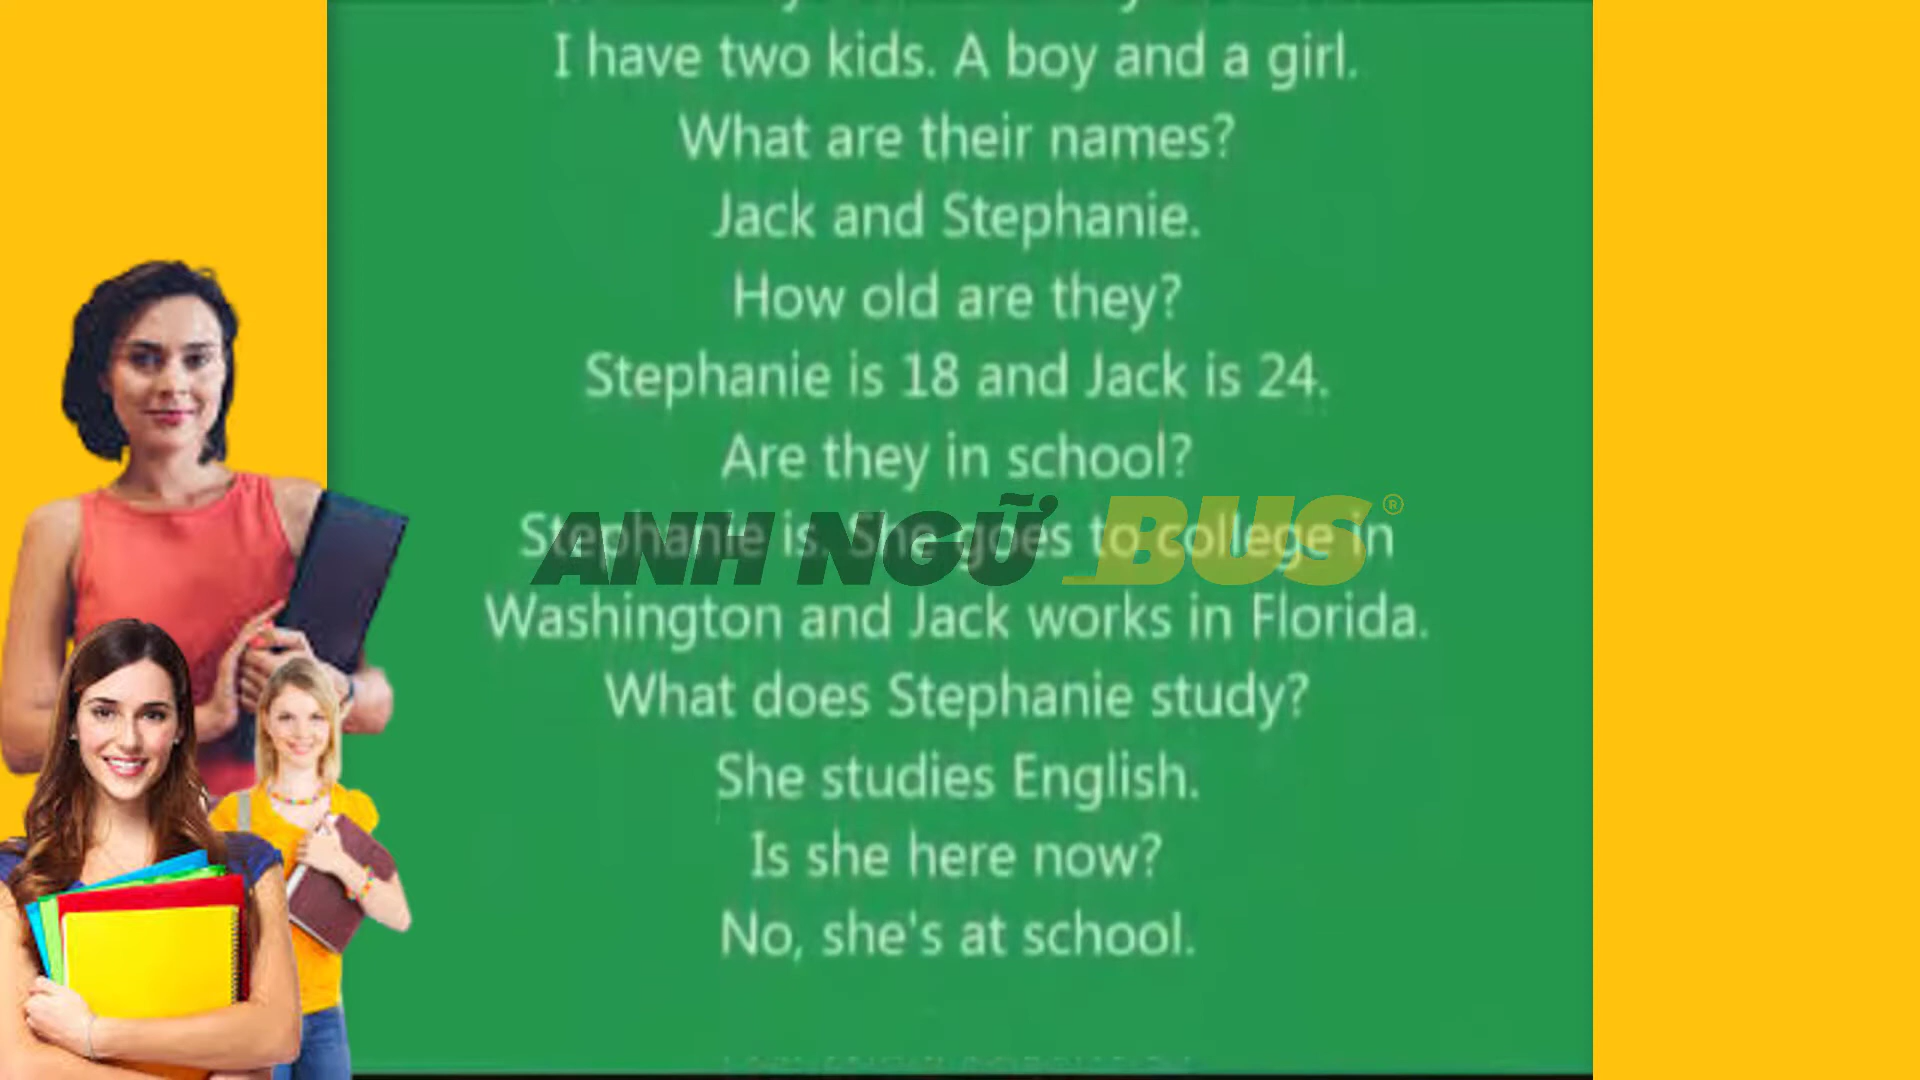 I have two kids. A boy and a girl.
What are their names?
Jack and Stephanie.
How old are they?
Stephanie is 18 and Jack is 24.
Are they in school?
Stephanie is. She goes to college in
ANH NGỮ BUS®
Washington and Jack works in Florida.
What does Stephanie study?
She studies English.
Is she here now?
No, she's at school.